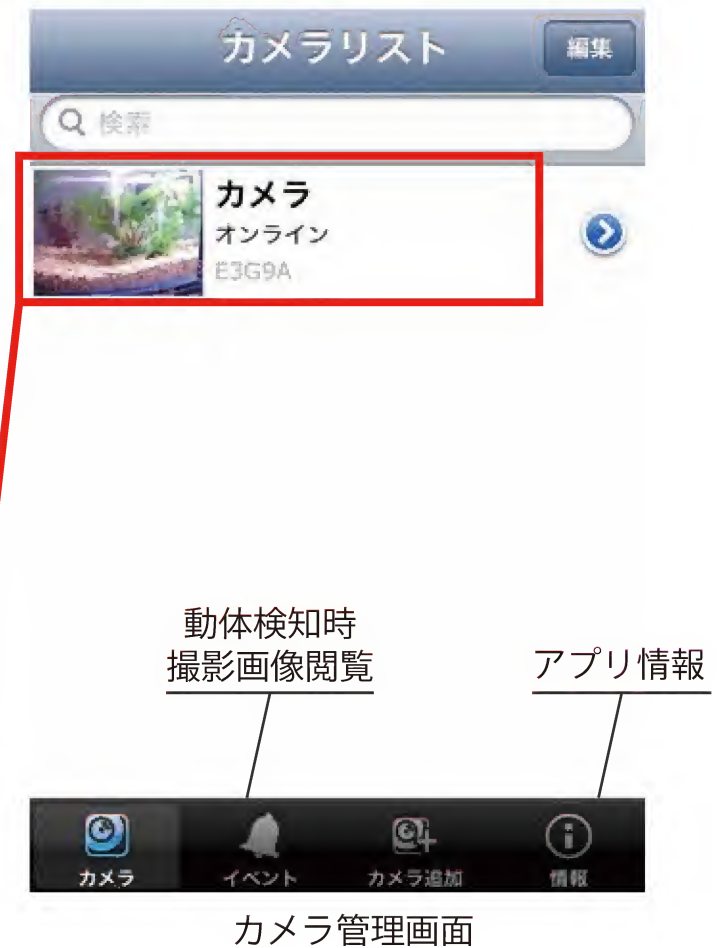 カメラリスト
編集
検索
カメラ
オンライン
E3G9A
動体検知時
撮影画像閲覧
アプリ情報
カメラ
イベント
カメラ追加
情報
カメラ管理画面